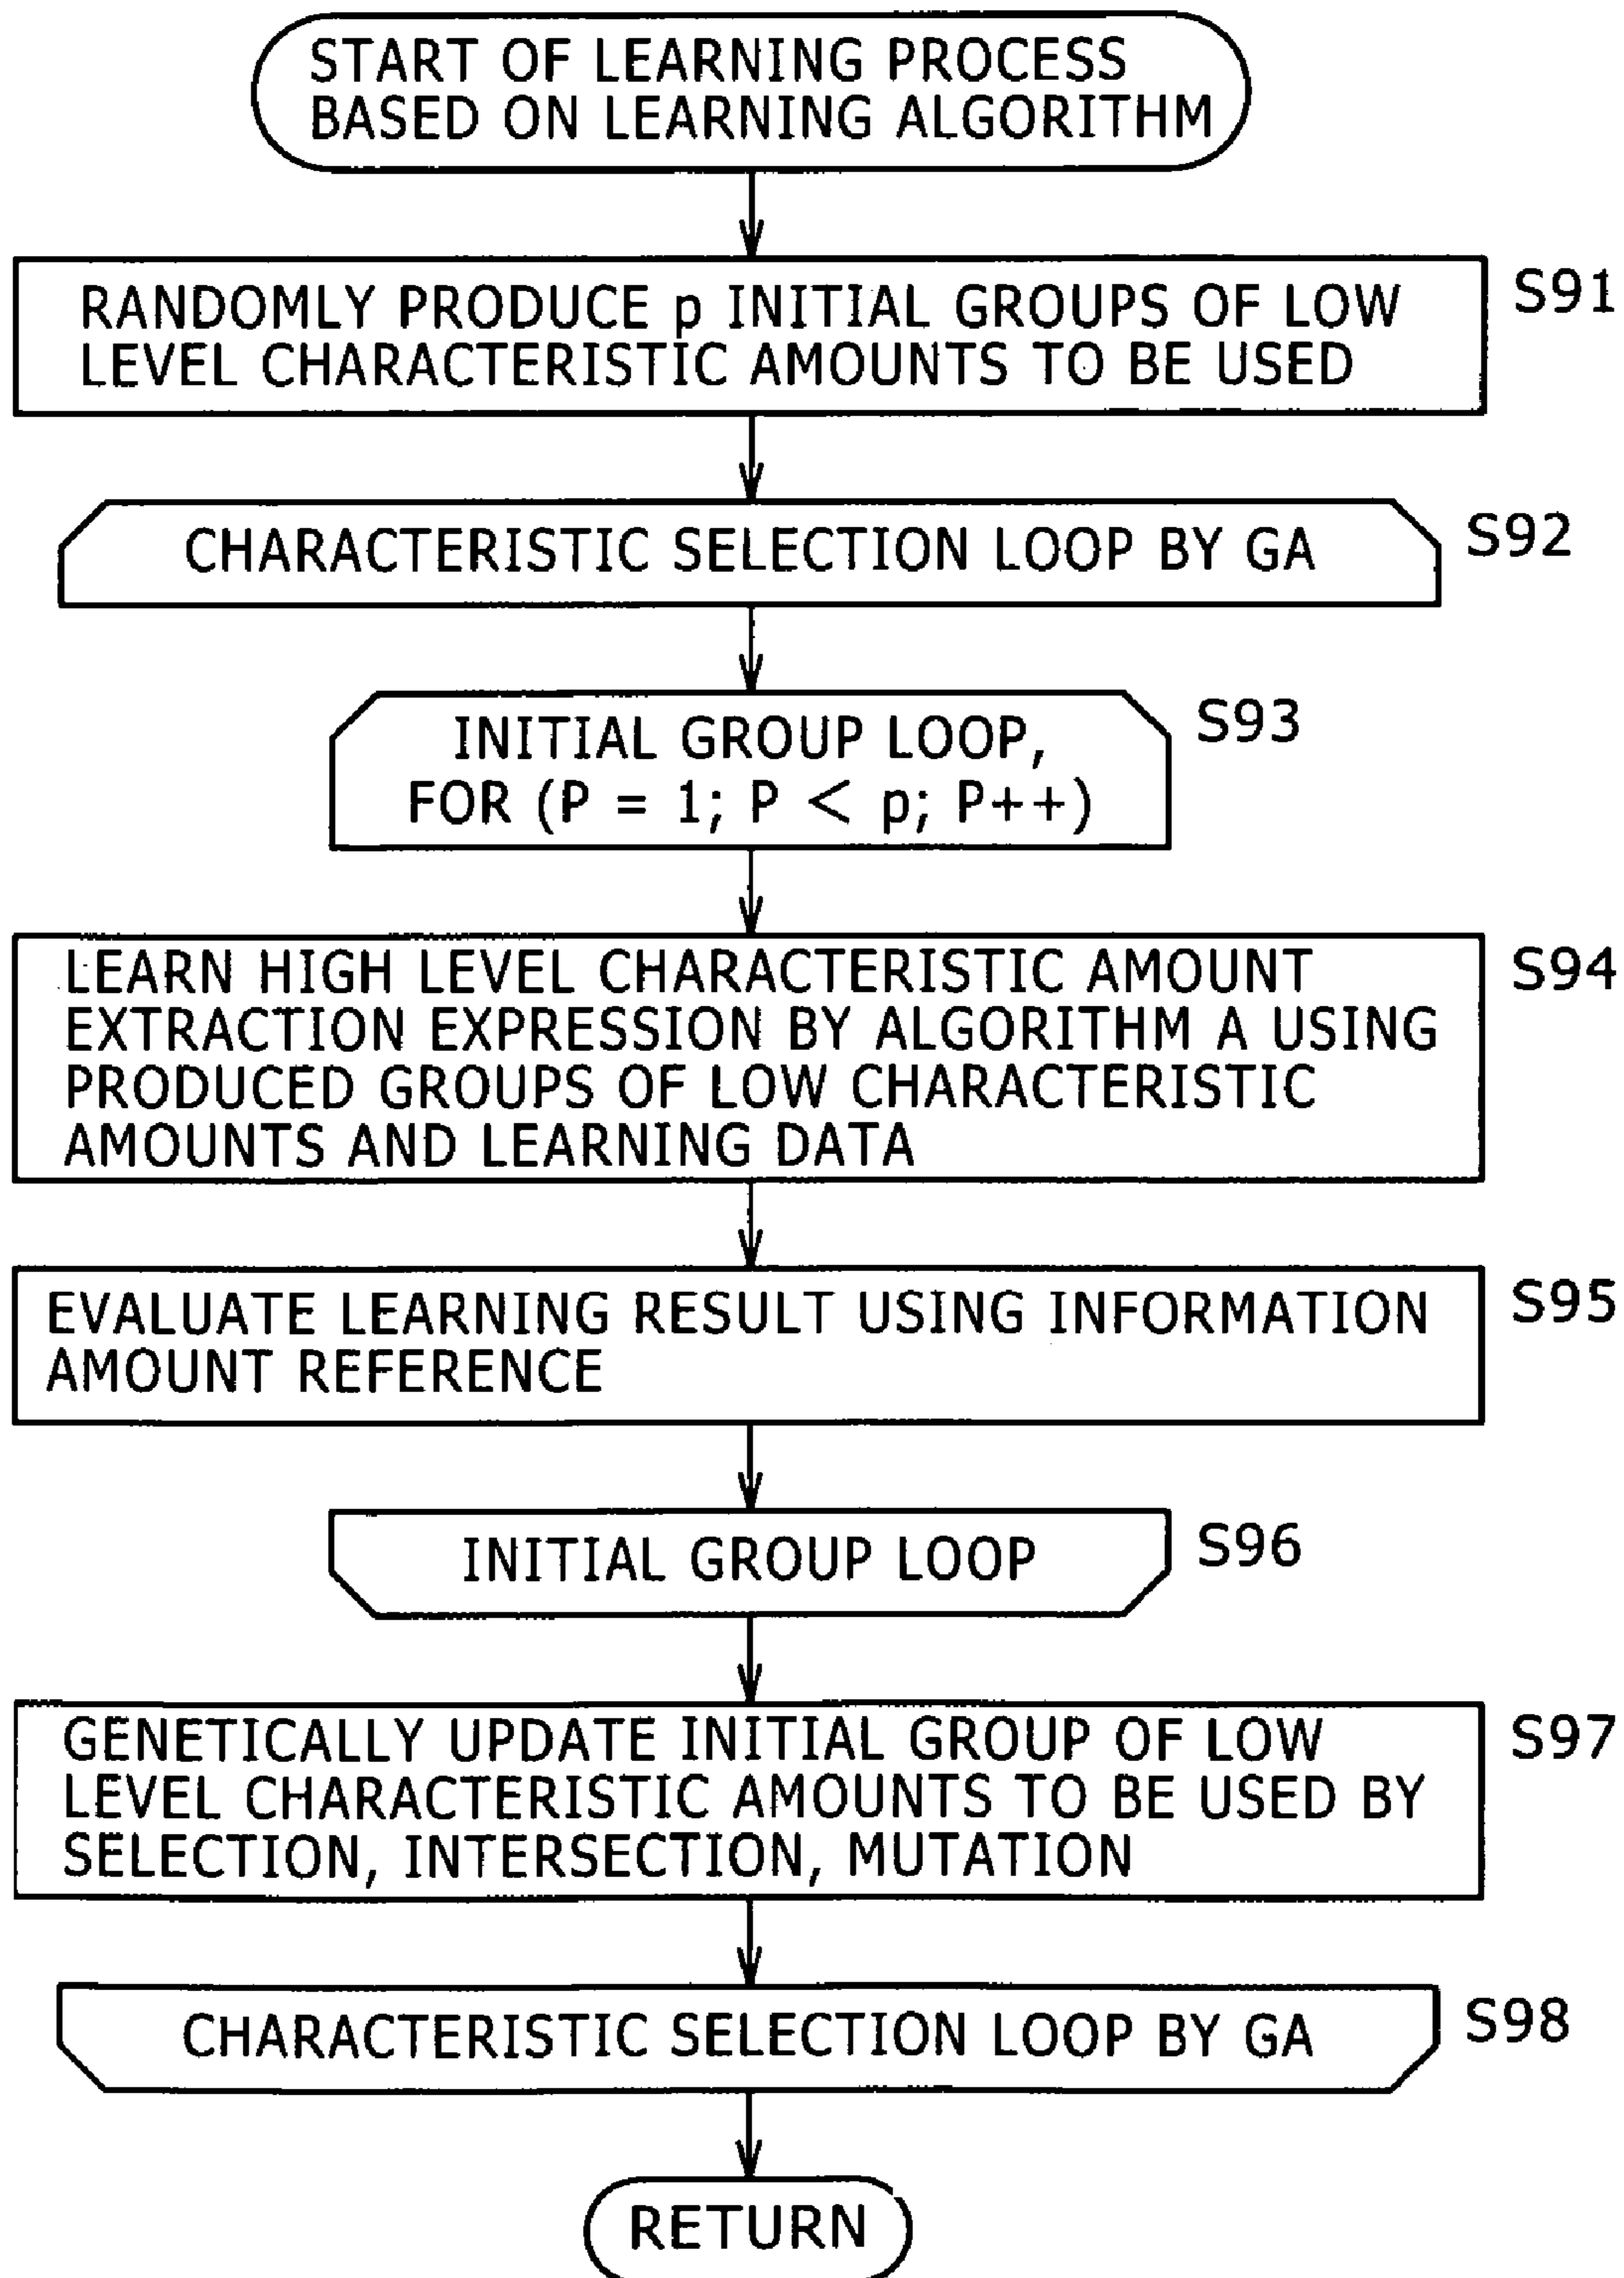 START OF LEARNING PROCESS
BASED ON LEARNING ALGORITHM
RANDOMLY PRODUCE p INITIAL GROUPS OF LOW
LEVEL CHARACTERISTIC AMOUNTS TO BE USED
S91
CHARACTERISTIC SELECTION LOOP BY GA
S92
INITIAL GROUP LOOP,
FOR (P = 1; P < p; P++)
S93
LEARN HIGH LEVEL CHARACTERISTIC AMOUNT
EXTRACTION EXPRESSION BY ALGORITHM A USING
PRODUCED GROUPS OF LOW CHARACTERISTIC
AMOUNTS AND LEARNING DATA
S94
EVALUATE LEARNING RESULT USING INFORMATION
AMOUNT REFERENCE
S95
INITIAL GROUP LOOP
S96
GENETICALLY UPDATE INITIAL GROUP OF LOW
LEVEL CHARACTERISTIC AMOUNTS TO BE USED BY
SELECTION, INTERSECTION, MUTATION
S97
CHARACTERISTIC SELECTION LOOP BY GA
S98
RETURN